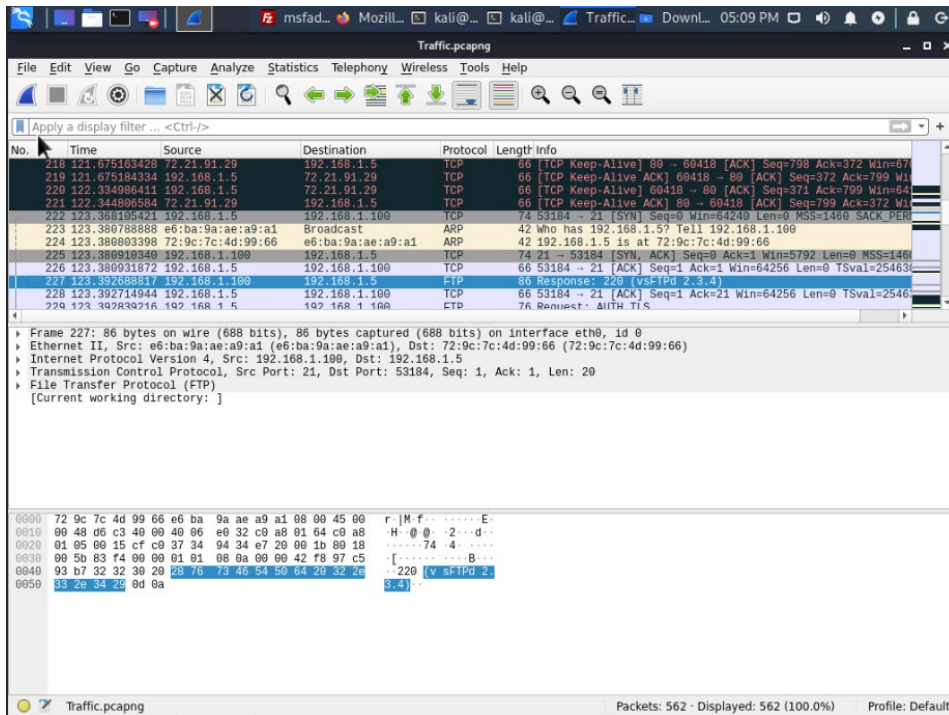 msfad... Mozill... kali@... kali@... Traffic... Downl... 05:09 PM
Traffic.pcapng
File Edit View Go Capture Analyze Statistics Telephony Wireless Tools Help
Apply a display filter ... <Ctrl-/>
No. Time Source Destination Protocol Length Info
218 121.675163428 72.21.91.29 192.168.1.5 TCP 66 [TCP Keep-Alive] 80 → 60418 [ACK] Seq=798 Ack=372 Win=670
219 121.675184334 192.168.1.5 72.21.91.29 TCP 66 [TCP Keep-Alive ACK] 60418 → 80 [ACK] Seq=372 Ack=799 Wi
220 122.334986411 192.168.1.5 72.21.91.29 TCP 66 [TCP Keep-Alive] 60418 → 80 [ACK] Seq=371 Ack=799 Win=64
221 122.344806584 72.21.91.29 192.168.1.5 TCP 66 [TCP Keep-Alive ACK] 80 → 60418 [ACK] Seq=799 Ack=372 Wi
222 123.368105421 192.168.1.5 192.168.1.100 TCP 74 53184 → 21 [SYN] Seq=0 Win=64240 Len=0 MSS=1460 SACK_PER
223 123.380788888 e6:ba:9a:ae:a9:a1 Broadcast ARP 42 Who has 192.168.1.5? Tell 192.168.1.100
224 123.380803398 72:9c:7c:4d:99:66 e6:ba:9a:ae:a9:a1 ARP 42 192.168.1.5 is at 72:9c:7c:4d:99:66
225 123.380910340 192.168.1.100 192.168.1.5 TCP 74 21 → 53184 [SYN, ACK] Seq=0 Ack=1 Win=5792 Len=0 MSS=146
226 123.380931872 192.168.1.5 192.168.1.100 TCP 66 53184 → 21 [ACK] Seq=1 Ack=1 Win=64256 Len=0 TSval=25463
227 123.392688817 192.168.1.100 192.168.1.5 FTP 86 Response: 220 (vsFTPd 2.3.4)
228 123.392714944 192.168.1.5 192.168.1.100 TCP 66 53184 → 21 [ACK] Seq=1 Ack=21 Win=64256 Len=0 TSval=2546
229 123.392839216 192.168.1.5 192.168.1.100 FTP 76 Request: AUTH TLS
Frame 227: 86 bytes on wire (688 bits), 86 bytes captured (688 bits) on interface eth0, id 0
Ethernet II, Src: e6:ba:9a:ae:a9:a1 (e6:ba:9a:ae:a9:a1), Dst: 72:9c:7c:4d:99:66 (72:9c:7c:4d:99:66)
Internet Protocol Version 4, Src: 192.168.1.100, Dst: 192.168.1.5
Transmission Control Protocol, Src Port: 21, Dst Port: 53184, Seq: 1, Ack: 1, Len: 20
File Transfer Protocol (FTP)
[Current working directory: ]
0000 72 9c 7c 4d 99 66 e6 ba 9a ae a9 a1 08 00 45 00 r·|M·f·· ······E·
0010 00 48 d6 c3 40 00 40 06 e0 32 c0 a8 01 64 c0 a8 ·H··@·@· ·2···d··
0020 01 05 00 15 cf c0 37 34 94 34 e7 20 00 1b 80 18 ······74 ·4· ····
0030 00 5b 83 f4 00 00 01 01 08 0a 00 00 42 f8 97 c5 ·[······ ····B···
0040 93 b7 32 32 30 20 28 76 73 46 54 50 64 20 32 2e ··220 (v sFTPd 2.
0050 33 2e 34 29 0d 0a 3.4)··
Traffic.pcapng Packets: 562 · Displayed: 562 (100.0%) Profile: Default